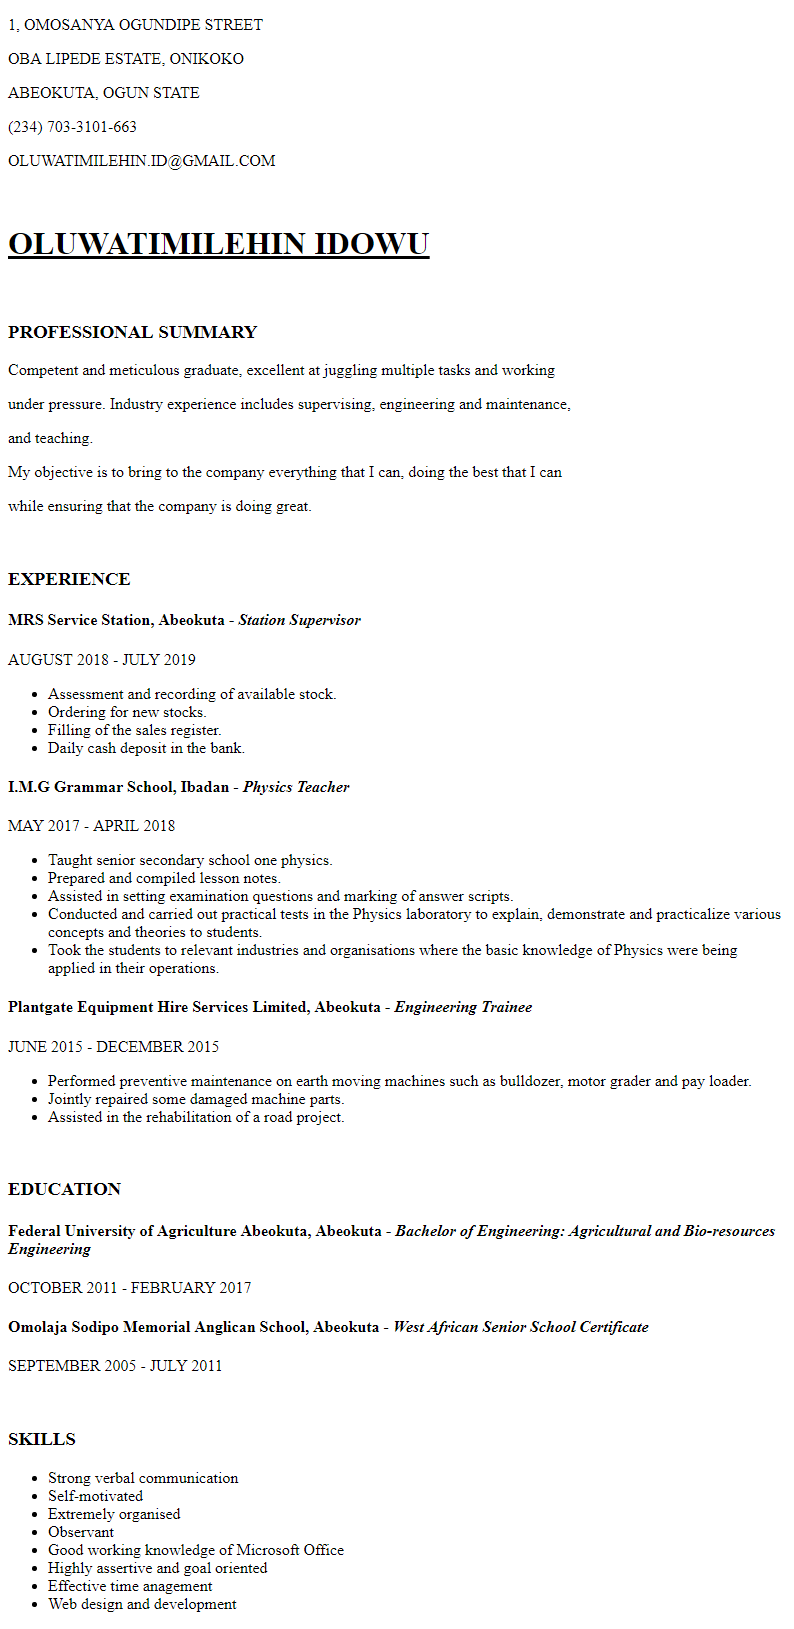 1, OMOSANYA OGUNDIPE STREET
OBA LIPEDE ESTATE, ONIKOKO
ABEOKUTA, OGUN STATE
(234) 703-3101-663
OLUWATIMILEHIN.ID@GMAIL.COM
OLUWATIMILEHIN IDOWU
PROFESSIONAL SUMMARY
Competent and meticulous graduate, excellent at juggling multiple tasks and working
under pressure. Industry experience includes supervising, engineering and maintenance,
and teaching.
My objective is to bring to the company everything that I can, doing the best that I can
while ensuring that the company is doing great.
EXPERIENCE
MRS Service Station, Abeokuta - Station Supervisor
AUGUST 2018 - JULY 2019
• Assessment and recording of available stock.
• Ordering for new stocks.
• Filling of the sales register.
• Daily cash deposit in the bank.
I.M.G Grammar School, Ibadan - Physics Teacher
MAY 2017 - APRIL 2018
• Taught senior secondary school one physics.
• Prepared and compiled lesson notes.
• Assisted in setting examination questions and marking of answer scripts.
• Conducted and carried out practical tests in the Physics laboratory to explain, demonstrate and practicalize various
concepts and theories to students.
• Took the students to relevant industries and organisations where the basic knowledge of Physics were being
applied in their operations.
Plantgate Equipment Hire Services Limited, Abeokuta - Engineering Trainee
JUNE 2015 - DECEMBER 2015
• Performed preventive maintenance on earth moving machines such as bulldozer, motor grader and pay loader.
• Jointly repaired some damaged machine parts.
• Assisted in the rehabilitation of a road project.
EDUCATION
Federal University of Agriculture Abeokuta, Abeokuta - Bachelor of Engineering: Agricultural and Bio-resources
Engineering
OCTOBER 2011 - FEBRUARY 2017
Omolaja Sodipo Memorial Anglican School, Abeokuta - West African Senior School Certificate
SEPTEMBER 2005 - JULY 2011
SKILLS
• Strong verbal communication
• Self-motivated
• Extremely organised
• Observant
• Good working knowledge of Microsoft Office
• Highly assertive and goal oriented
• Effective time anagement
• Web design and development